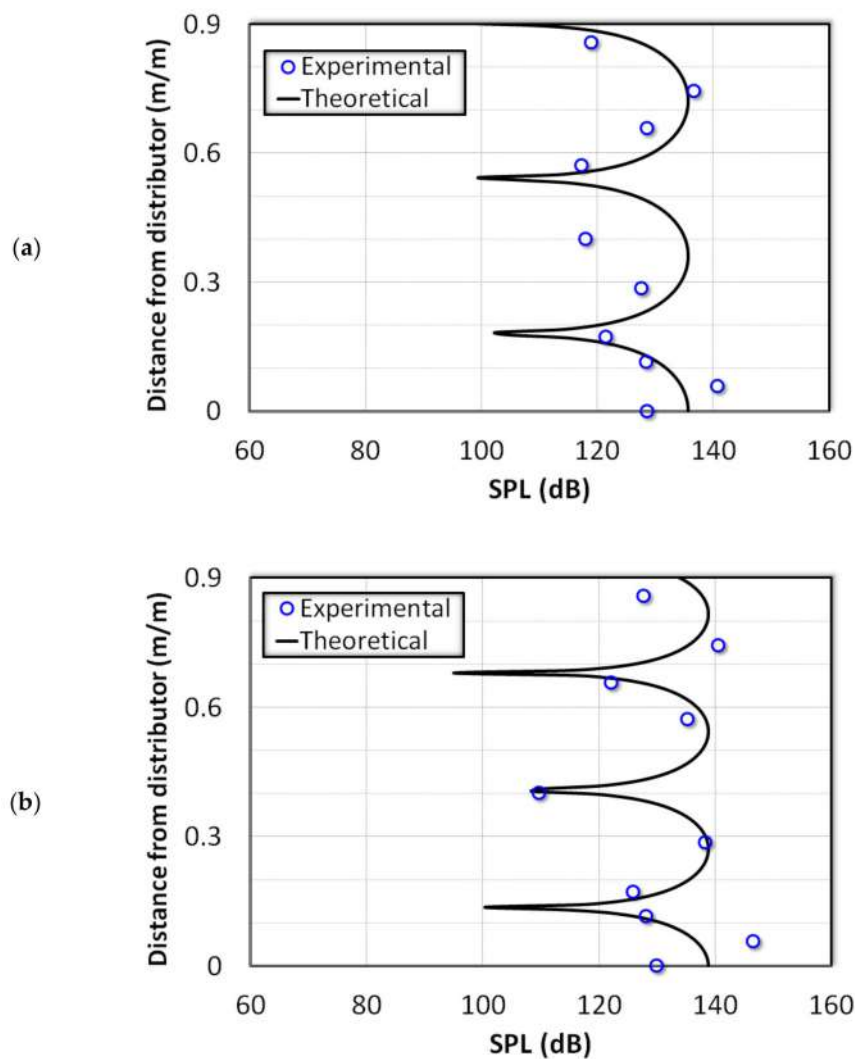 0.9
Experimental
Theoretical
0.6
(a)
Distance from distributor (m/m)
0.3
0
60 80 100 120 140 160
SPL (dB)
0.9
Experimental
Theoretical
0.6
(b)
Distance from distributor (m/m)
0.3
0
60 80 100 120 140 160
SPL (dB)